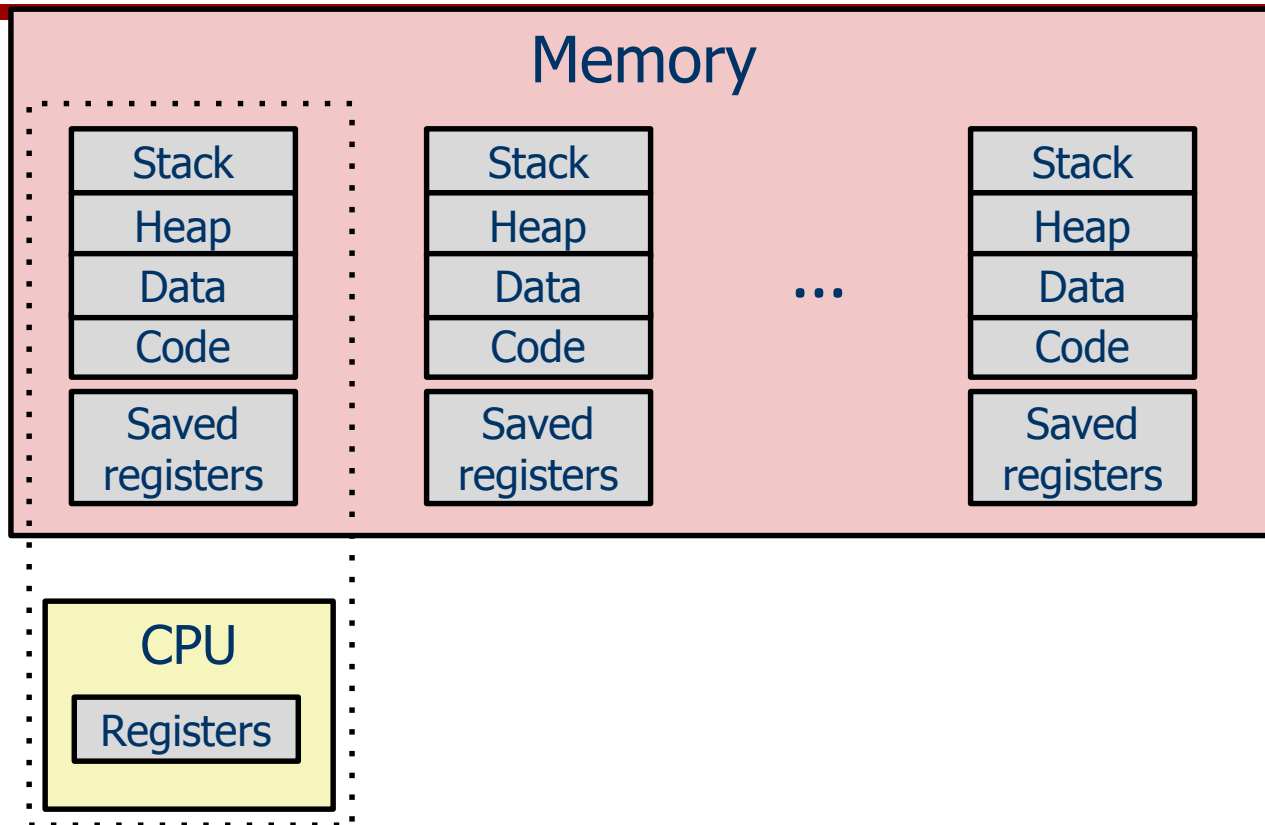 Memory
Stack
Heap
Data
Code
Saved
registers
Stack
Heap
Data
Code
Saved
registers
...
Stack
Heap
Data
Code
Saved
registers
CPU
Registers